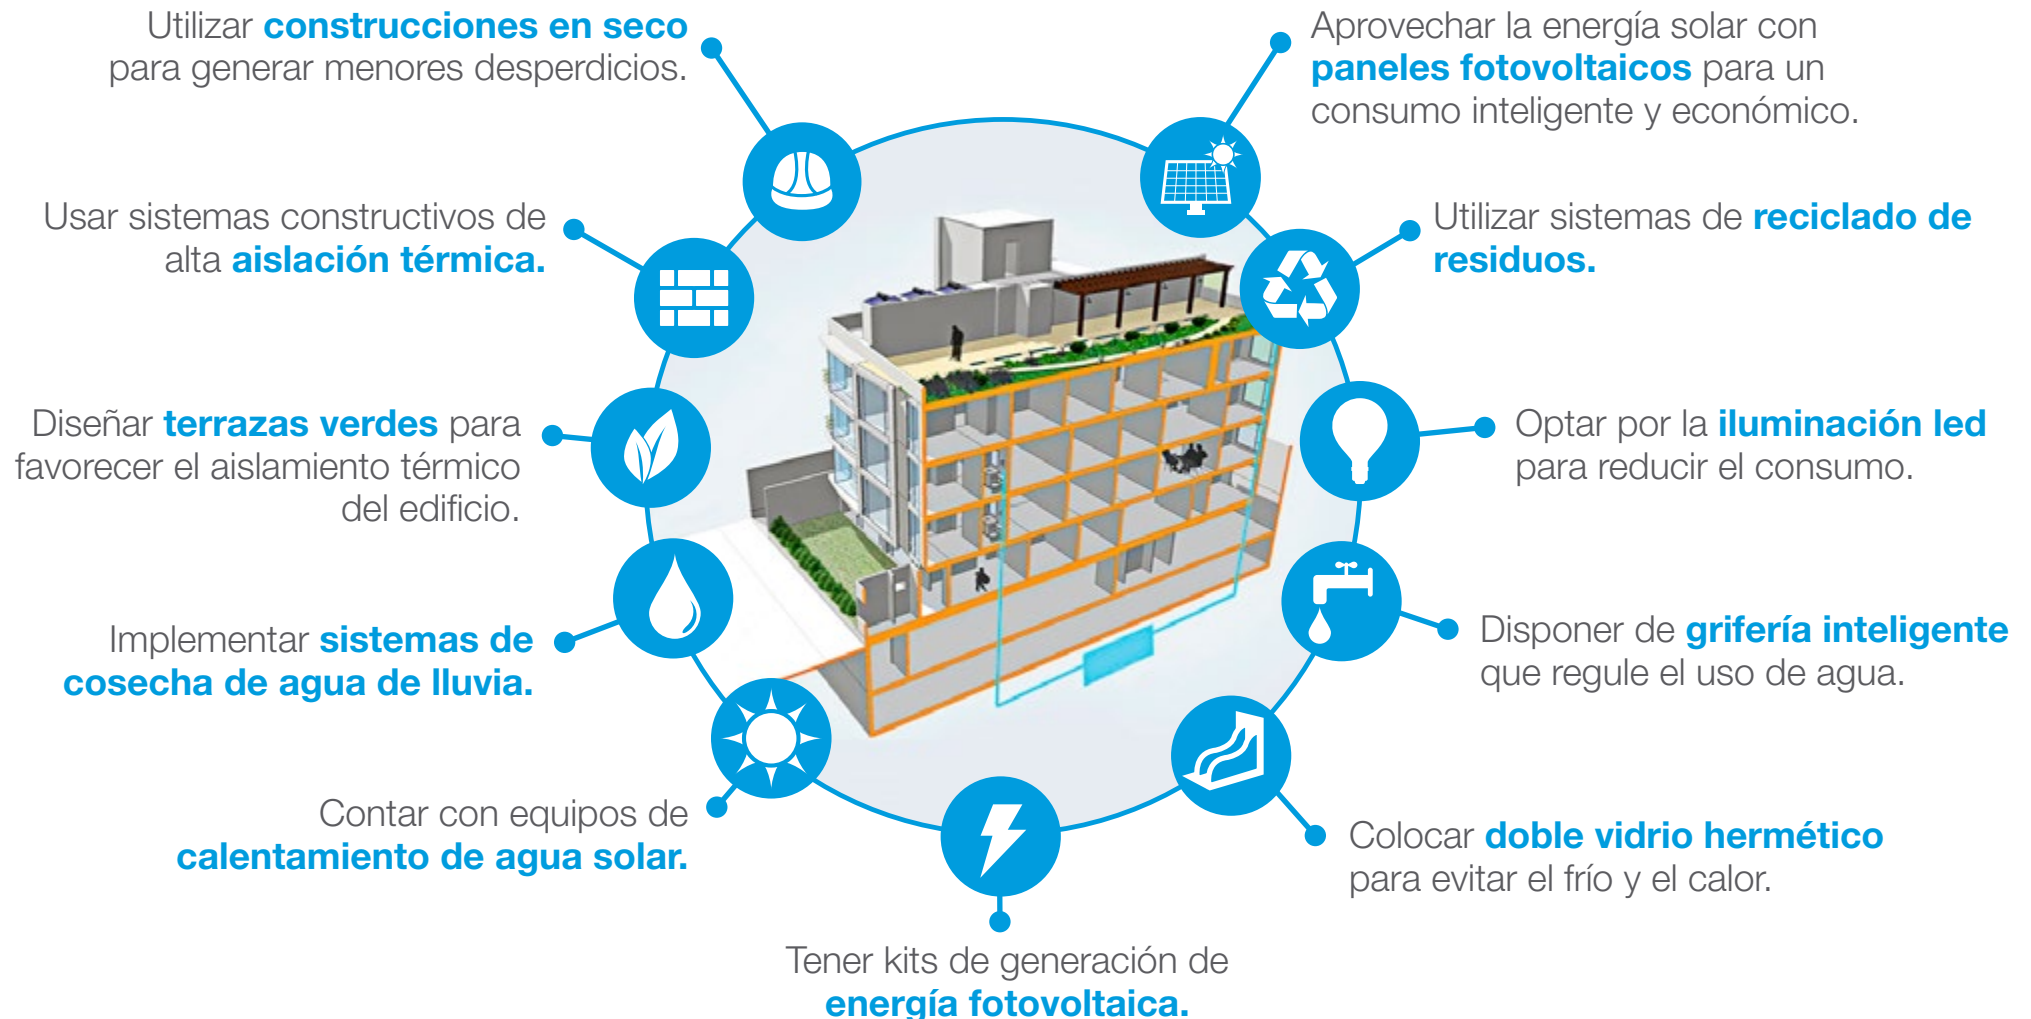 Utilizar construcciones en seco
para generar menores desperdicios.
Usar sistemas constructivos de
alta aislación térmica.
Diseñar terrazas verdes para
favorecer el aislamiento térmico
del edificio.
Implementar sistemas de
cosecha de agua de lluvia.
Contar con equipos de
calentamiento de agua solar.
Tener kits de generación de
energía fotovoltaica.
Aprovechar la energía solar con
paneles fotovoltaicos para un
consumo inteligente y económico.
Utilizar sistemas de reciclado de
residuos.
Optar por la iluminación led
para reducir el consumo.
Disponer de grifería inteligente
que regule el uso de agua.
Colocar doble vidrio hermético
para evitar el frío y el calor.